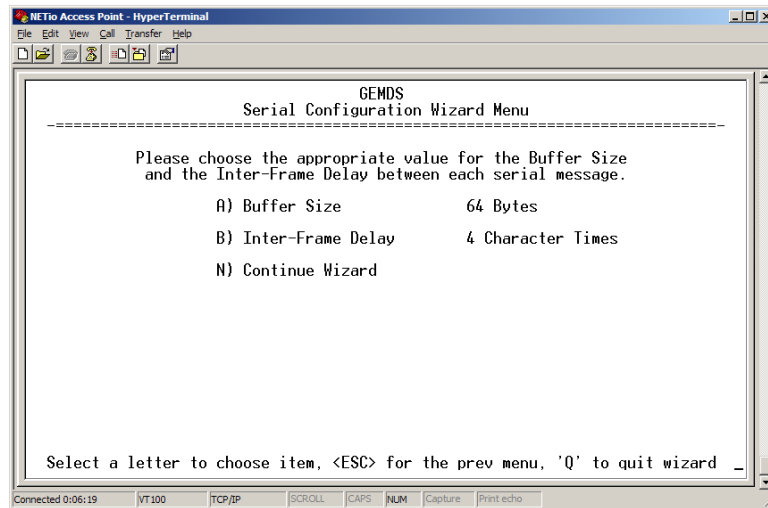 NETio Access Point - HyperTerminal
File Edit View Call Transfer Help
GEMDS
Serial Configuration Wizard Menu
-==========================================================================-
Please choose the appropriate value for the Buffer Size
and the Inter-Frame Delay between each serial message.
A) Buffer Size 64 Bytes
B) Inter-Frame Delay 4 Character Times
N) Continue Wizard
Select a letter to choose item, <ESC> for the prev menu, 'Q' to quit wizard _
Connected 0:06:19 VT100 TCP/IP SCROLL CAPS NUM Capture Print echo